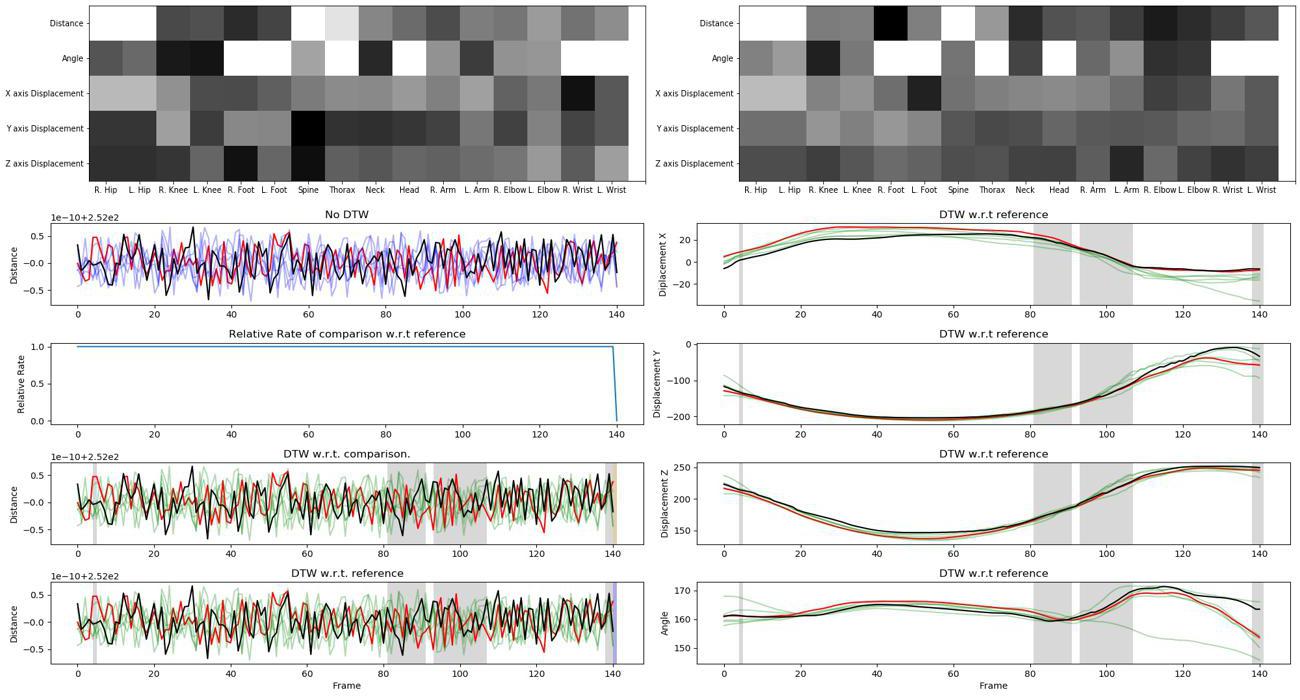 Distance
Angle
X axis Displacement
Y axis Displacement
Z axis Displacement
R. Hip L. Hip R. Knee L. Knee R. Foot L. Foot Spine Thorax Neck Head R. Arm L. Arm R. Elbow L. Elbow R. Wrist L. Wrist
Distance
Angle
X axis Displacement
Y axis Displacement
Z axis Displacement
R. Hip L. Hip R. Knee L. Knee R. Foot L. Foot Spine Thorax Neck Head R. Arm L. Arm R. Elbow L. Elbow R. Wrist L. Wrist
1e−10+2.52e2
No DTW
Distance
0.5
−0.0
−0.5
0 20 40 60 80 100 120 140
DTW w.r.t reference
Diplacement X
20
0
−20
0 20 40 60 80 100 120 140
Relative Rate of comparison w.r.t reference
Relative Rate
1.0
0.5
0.0
0 20 40 60 80 100 120 140
DTW w.r.t reference
Displacement Y
0
−100
−200
0 20 40 60 80 100 120 140
1e−10+2.52e2
DTW w.r.t. comparison.
Distance
0.5
−0.0
−0.5
0 20 40 60 80 100 120 140
DTW w.r.t reference
Displacement Z
250
200
150
0 20 40 60 80 100 120 140
1e−10+2.52e2
DTW w.r.t. reference
Distance
0.5
−0.0
−0.5
0 20 40 60 80 100 120 140
Frame
DTW w.r.t reference
Angle
170
160
150
0 20 40 60 80 100 120 140
Frame